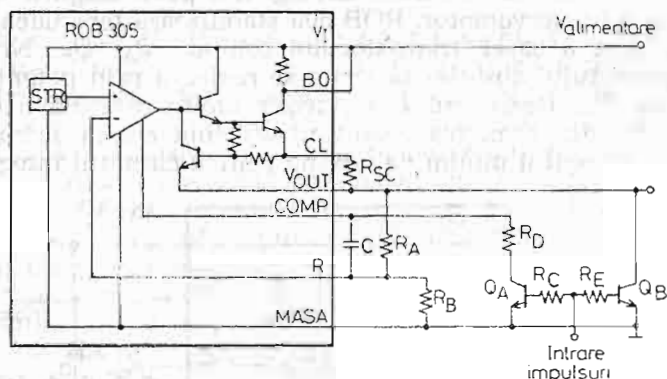 ROB 305
VI
Valimentare
BO
STR
CL
RSC
VOUT
COMP
RD
C
RA
R
QA
RC
RE
QB
RB
MASA
Intrare
impulsuri